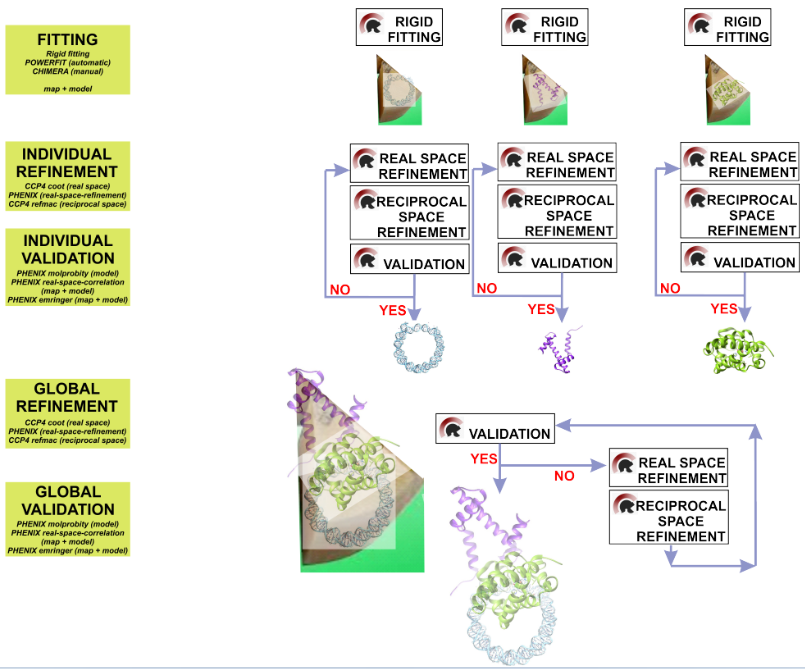 FITTING
Rigid fitting
POWERFIT (automatic)
CHIMERA (manual)
map + model
RIGID
FITTING
RIGID
FITTING
RIGID
FITTING
INDIVIDUAL
REFINEMENT
CCP4 coot (real space)
PHENIX (real-space-refinement)
CCP4 refmac (reciprocal space)
INDIVIDUAL
VALIDATION
PHENIX molprobity (model)
PHENIX real-space-correlation
(map + model)
PHENIX emringer (map + model)
REAL SPACE
REFINEMENT
RECIPROCAL
SPACE
REFINEMENT
VALIDATION
NO
YES
REAL SPACE
REFINEMENT
RECIPROCAL
SPACE
REFINEMENT
VALIDATION
NO
YES
REAL SPACE
REFINEMENT
RECIPROCAL
SPACE
REFINEMENT
VALIDATION
NO
YES
GLOBAL
REFINEMENT
CCP4 coot (real space)
PHENIX (real-space-refinement)
CCP4 refmac (reciprocal space)
GLOBAL
VALIDATION
PHENIX molprobity (model)
PHENIX real-space-correlation
(map + model)
PHENIX emringer (map + model)
VALIDATION
YES
NO
REAL SPACE
REFINEMENT
RECIPROCAL
SPACE
REFINEMENT